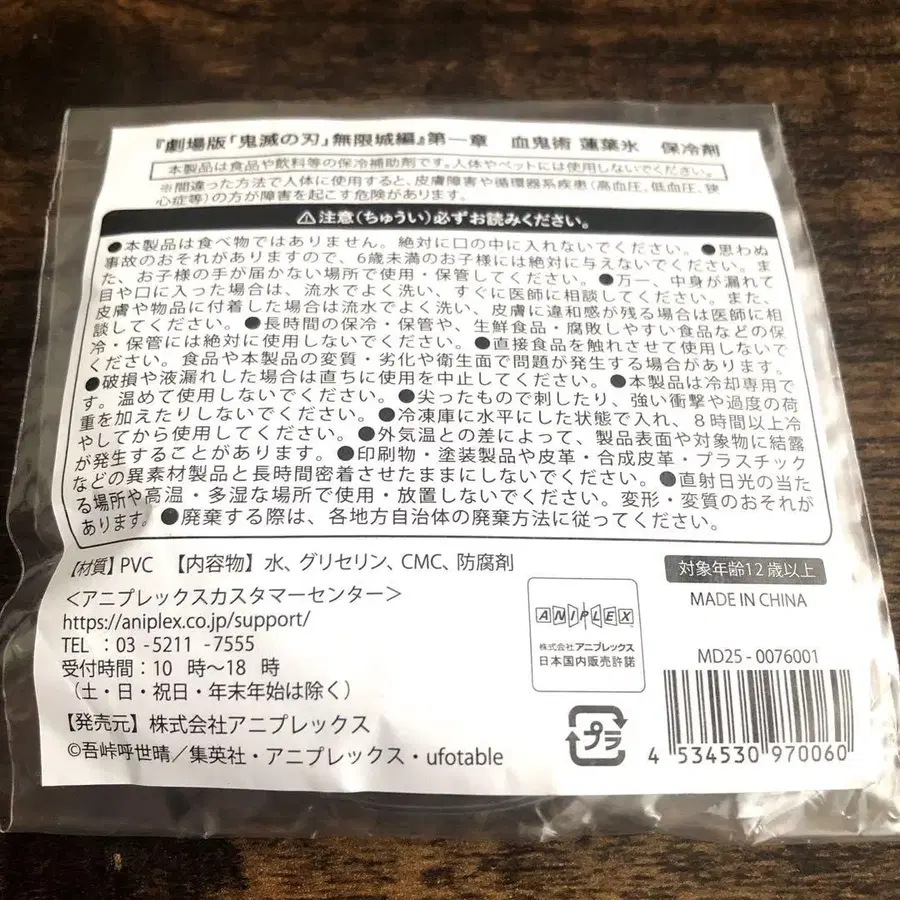 『劇場版「鬼滅の刃」無限城編』第一章　血鬼術 蓮葉氷　保冷剤
本製品は食品や飲料等の保冷補助剤です。人体やペットには使用しないでください。
※間違った方法で人体に使用すると、皮膚障害や循環器系疾患（高血圧、低血圧、狭
心症等）の方が障害を起こす危険があります。
⚠注意（ちゅうい）必ずお読みください。
●本製品は食べ物ではありません。絶対に口の中に入れないでください。●思わぬ
事故のおそれがありますので、6歳未満のお子様には絶対に与えないでください。ま
た、お子様の手が届かない場所で使用・保管してください。●万一、中身が漏れて
目や口に入った場合は、流水でよく洗い、すぐに医師に相談してください。また、
皮膚や物品に付着した場合は流水でよく洗い、皮膚に違和感が残る場合は医師に相
談してください。●長時間の保冷・保管や、生鮮食品・腐敗しやすい食品などの保
冷・保管には絶対に使用しないでください。●直接食品を触れさせて使用しないで
ください。食品や本製品の変質・劣化や衛生面で問題が発生する場合があります。
●破損や液漏れした場合は直ちに使用を中止してください。●本製品は冷却専用で
す。温めて使用しないでください。●尖ったもので刺したり、強い衝撃や過度の荷
重を加えたりしないでください。●冷凍庫に水平にした状態で入れ、８時間以上冷
やしてから使用してください。●外気温との差によって、製品表面や対象物に結露
が発生することがあります。●印刷物・塗装製品や皮革・合成皮革・プラスチック
などの異素材製品と長時間密着させたままにしないでください。●直射日光の当た
る場所や高温・多湿な場所で使用・放置しないでください。変形・変質のおそれが
あります。●廃棄する際は、各地方自治体の廃棄方法に従ってください。
【材質】PVC　【内容物】水、グリセリン、CMC、防腐剤
＜アニプレックスカスタマーセンター＞
https://aniplex.co.jp/support/
TEL ：03 -5211 -7555
受付時間：10 時～18 時
（土・日・祝日・年末年始は除く）
【発売元】株式会社アニプレックス
©吾峠呼世晴／集英社・アニプレックス・ufotable
ANIPLEX
株式会社アニプレックス
日本国内販売許諾
プラ
対象年齢12歳以上
MADE IN CHINA
MD25 - 0076001
4 534530 970060